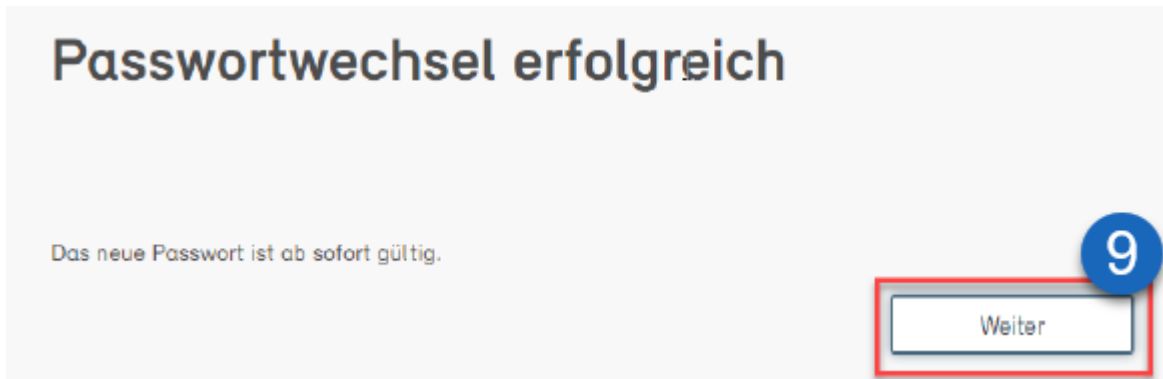 Passwortwechsel erfolgreich
Das neue Passwort ist ab sofort gültig.
9
Weiter